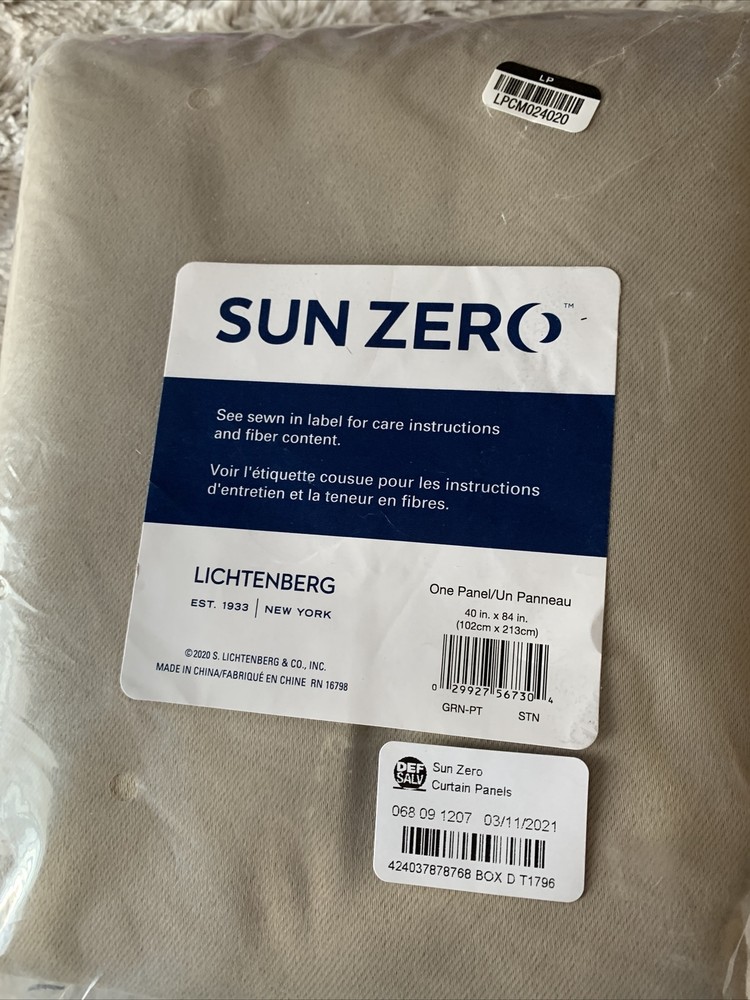 LP
LPCM024020
SUN ZERO™
See sewn in label for care instructions
and fiber content.
Voir l'étiquette cousue pour les instructions
d'entretien et la teneur en fibres.
LICHTENBERG
EST. 1933 | NEW YORK
©2020 S. LICHTENBERG & CO., INC.
MADE IN CHINA/FABRIQUÉ EN CHINE RN 16798
One Panel/Un Panneau
40 in. x 84 in.
(102cm x 213cm)
0 29927 56730 4
GRN-PT STN
DEF
SALV
Sun Zero
Curtain Panels
068 09 1207 03/11/2021
424037878768 BOX D T1796